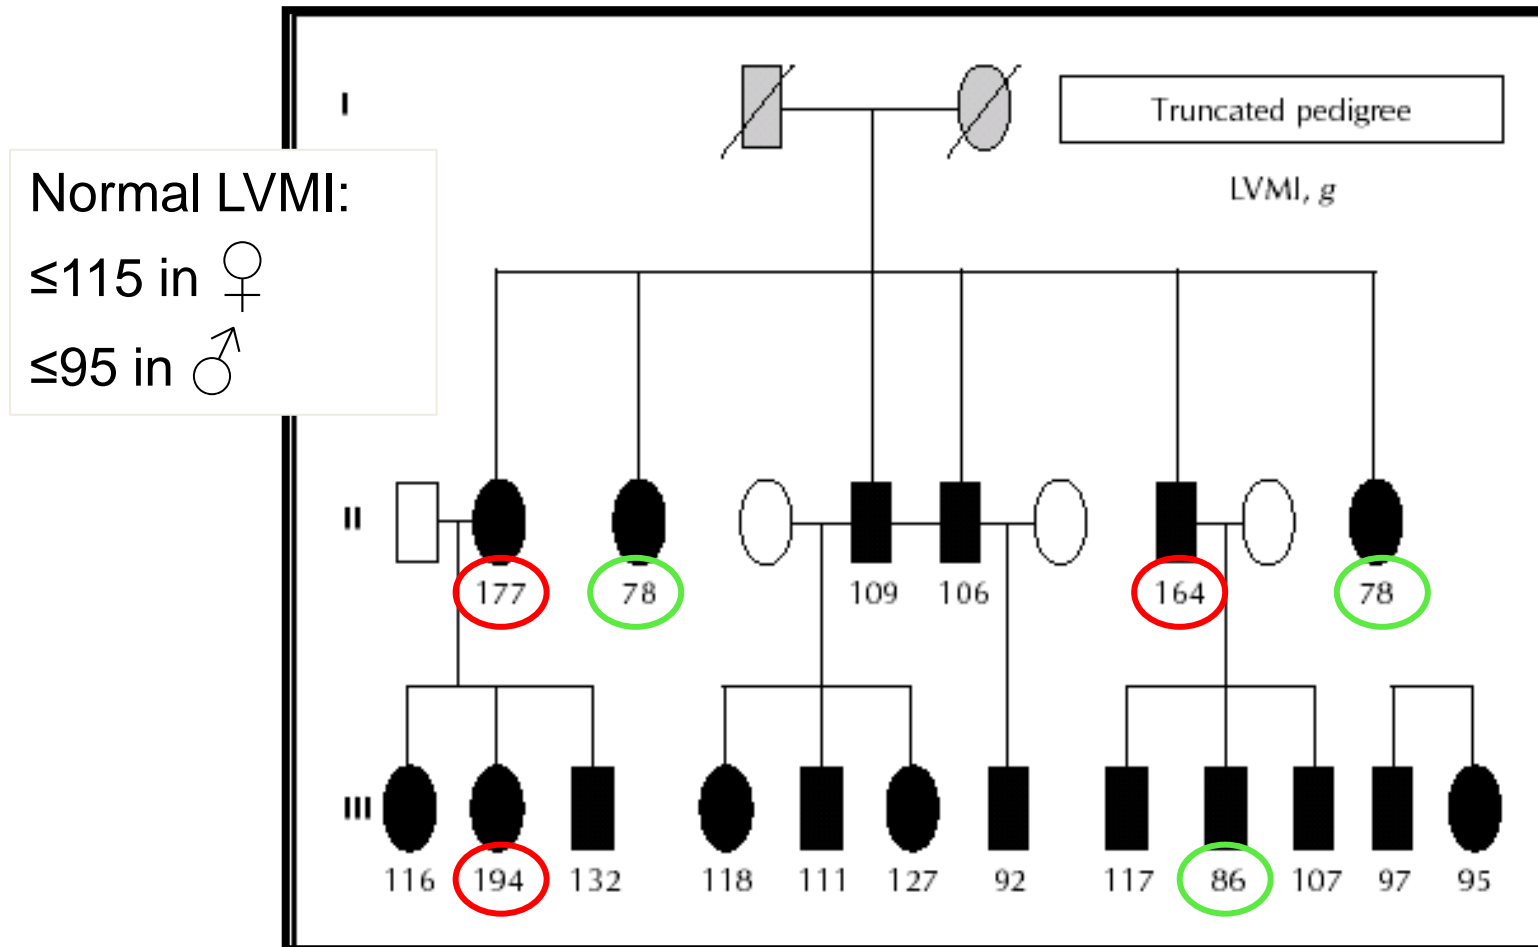 I
Truncated pedigree
LVMI, g
Normal LVMI:
≤115 in ♀
≤95 in ♂
II
177 78 109 106 164 78
III
116 194 132 118 111 127 92 117 86 107 97 95